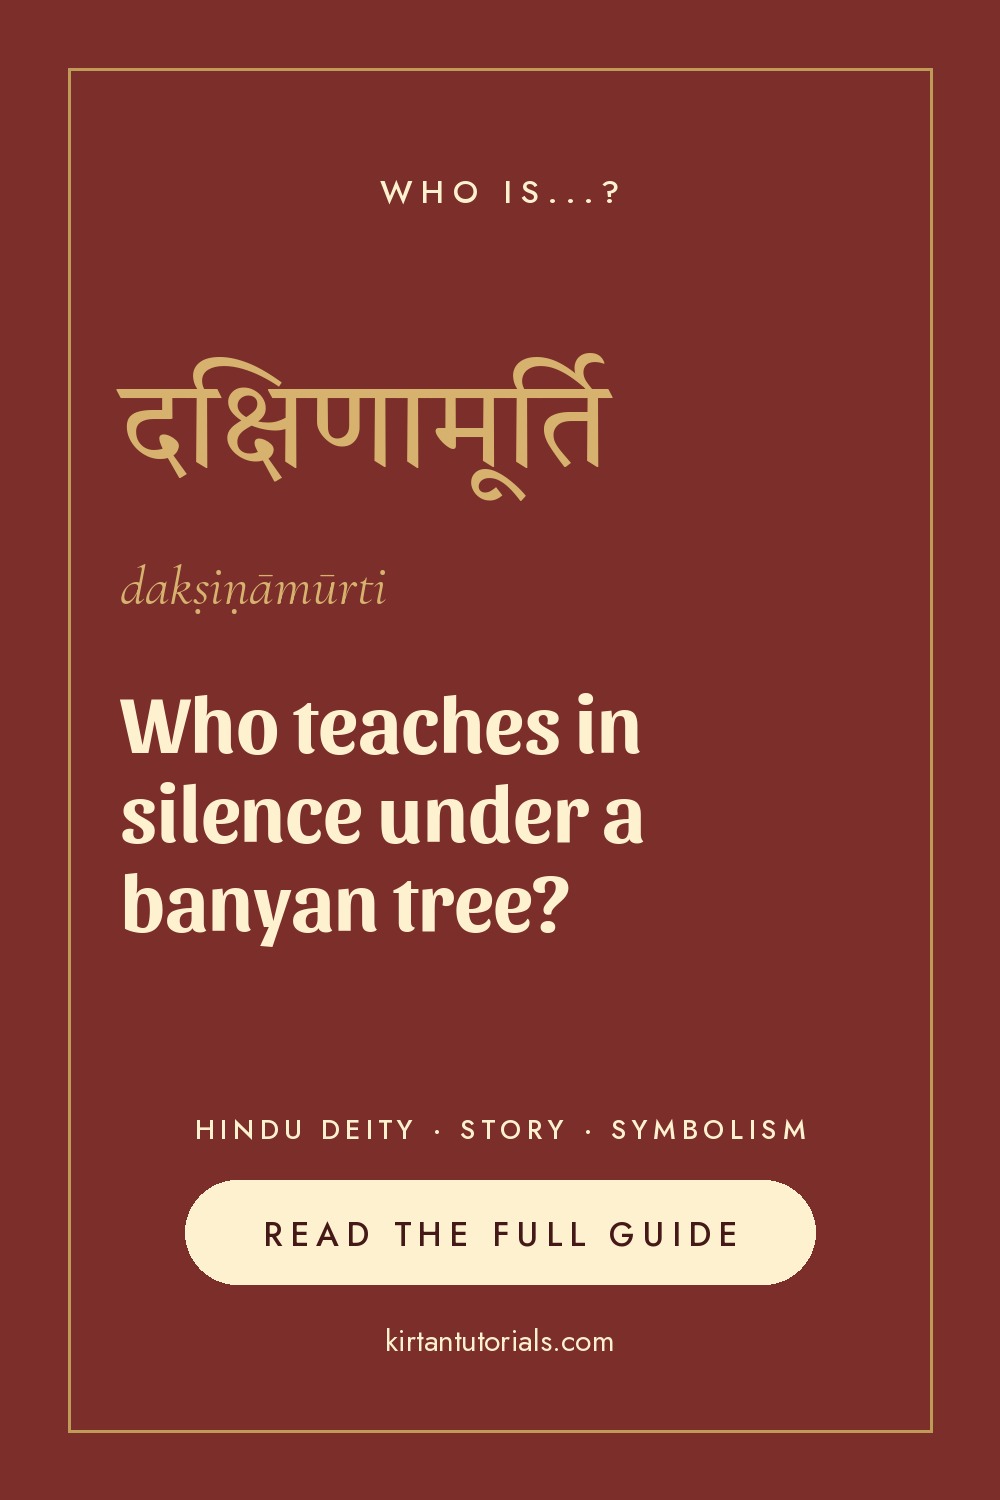 WHO IS...?
दक्षिणामूर्ति
dakṣiṇāmūrti
Who teaches in
silence under a
banyan tree?
HINDU DEITY · STORY · SYMBOLISM
READ THE FULL GUIDE
kirtantutorials.com